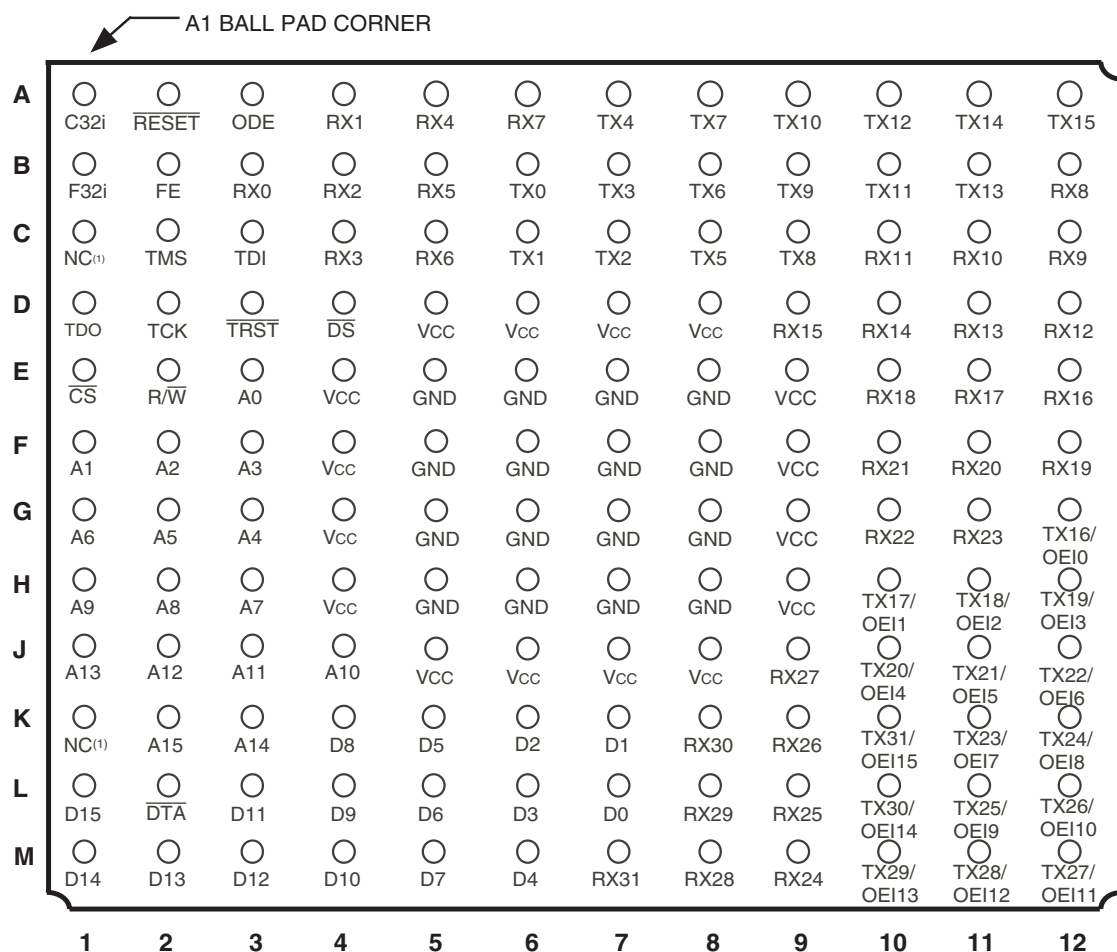 A1 BALL PAD CORNER
A
C32i RESET ODE RX1 RX4 RX7 TX4 TX7 TX10 TX12 TX14 TX15
B
F32i FE RX0 RX2 RX5 TX0 TX3 TX6 TX9 TX11 TX13 RX8
C
NC(1) TMS TDI RX3 RX6 TX1 TX2 TX5 TX8 RX11 RX10 RX9
D
TDO TCK TRST DS VCC VCC VCC VCC RX15 RX14 RX13 RX12
E
CS R/W A0 VCC GND GND GND GND VCC RX18 RX17 RX16
F
A1 A2 A3 VCC GND GND GND GND VCC RX21 RX20 RX19
G
A6 A5 A4 VCC GND GND GND GND VCC RX22 RX23 TX16/
OEI0
H
A9 A8 A7 VCC GND GND GND GND VCC TX17/ TX18/ TX19/
OEI1 OEI2 OEI3
J
A13 A12 A11 A10 VCC VCC VCC VCC RX27 TX20/ TX21/ TX22/
OEI4 OEI5 OEI6
K
NC(1) A15 A14 D8 D5 D2 D1 RX30 RX26 TX31/ TX23/ TX24/
OEI15 OEI7 OEI8
L
D15 DTA D11 D9 D6 D3 D0 RX29 RX25 TX30/ TX25/ TX26/
OEI14 OEI9 OEI10
M
D14 D13 D12 D10 D7 D4 RX31 RX28 RX24 TX29/ TX28/ TX27/
OEI13 OEI12 OEI11
1 2 3 4 5 6 7 8 9 10 11 12